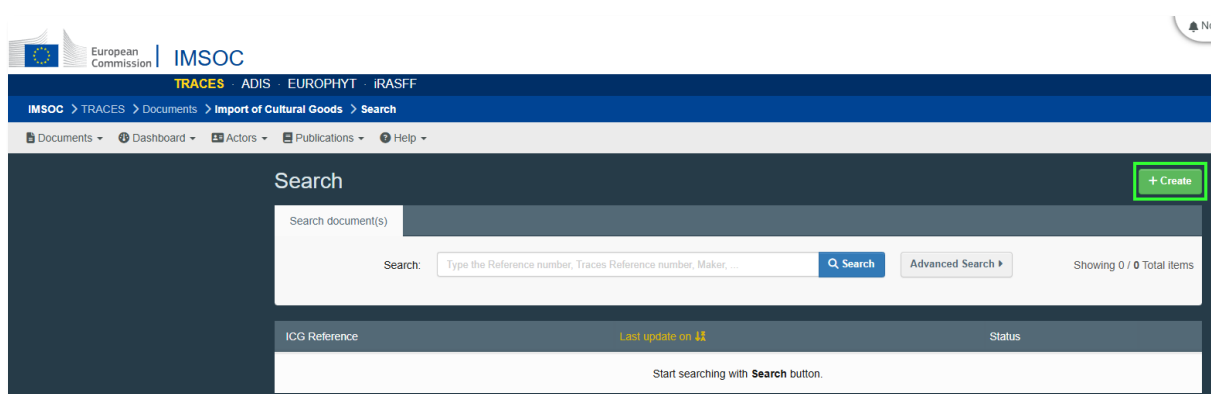 European
Commission
IMSOC
TRACES · ADIS · EUROPHYT · iRASFF
IMSOC > TRACES > Documents > Import of Cultural Goods > Search
Documents Dashboard Actors Publications Help
Search
+ Create
Search document(s)
Search: Type the Reference number, Traces Reference number, Maker, ... Search Advanced Search Showing 0 / 0 Total items
ICG Reference Last update on Status
Start searching with Search button.